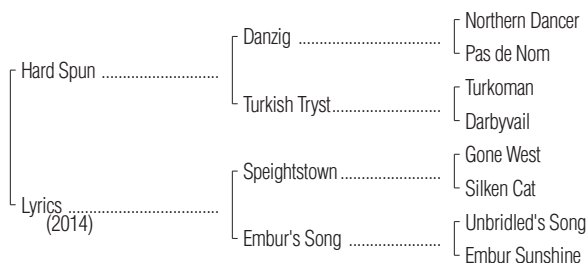 Northern Dancer
Danzig ........................................
Pas de Nom
Hard Spun .................................
Turkoman
Turkish Tryst..............................
Darbyvail
Gone West
Speightstown ............................
Silken Cat
Lyrics ..........................................
(2014)
Unbridled's Song
Embur's Song ...........................
Embur Sunshine